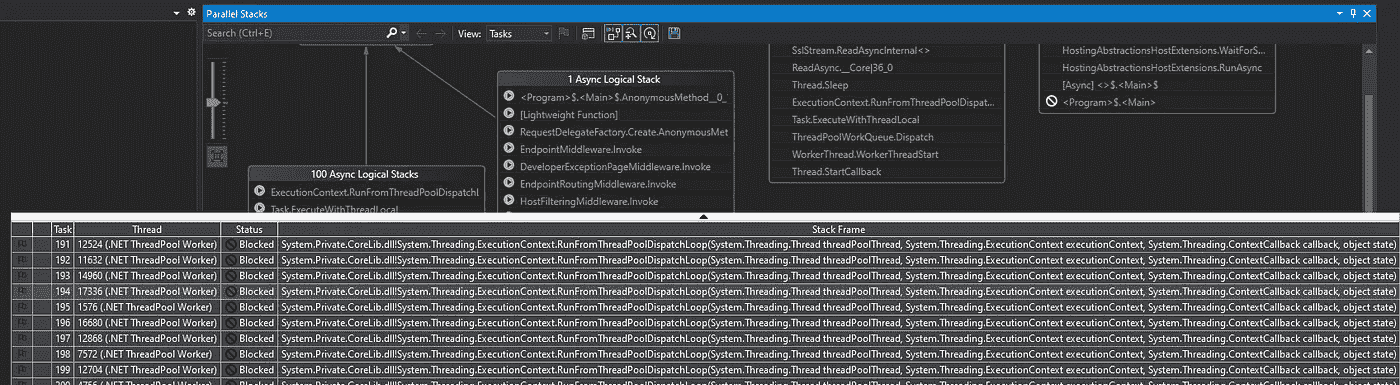 Parallel Stacks
Search (Ctrl+E)
View: Tasks
1 Async Logical Stack
<Program>$.<Main>$.AnonymousMethod__0_
[Lightweight Function]
RequestDelegateFactory.Create.AnonymousMet
EndpointMiddleware.Invoke
DeveloperExceptionPageMiddleware.Invoke
EndpointRoutingMiddleware.Invoke
HostFilteringMiddleware.Invoke
100 Async Logical Stacks
ExecutionContext.RunFromThreadPoolDispatchL
Task.ExecuteWithThreadLocal
SslStream.ReadAsyncInternal<>
ReadAsync.__Core|36_0
Thread.Sleep
ExecutionContext.RunFromThreadPoolDispat...
Task.ExecuteWithThreadLocal
ThreadPoolWorkQueue.Dispatch
WorkerThread.WorkerThreadStart
Thread.StartCallback
HostingAbstractionsHostExtensions.WaitForS...
HostingAbstractionsHostExtensions.RunAsync
[Async] <>$.<Main>$
<Program>$.<Main>
Task Thread Status Stack Frame
191 12524 (.NET ThreadPool Worker) Blocked System.Private.CoreLib.dll!System.Threading.ExecutionContext.RunFromThreadPoolDispatchLoop(System.Threading.Thread threadPoolThread, System.Threading.ExecutionContext executionContext, System.Threading.ContextCallback callback, object state)
192 11632 (.NET ThreadPool Worker) Blocked System.Private.CoreLib.dll!System.Threading.ExecutionContext.RunFromThreadPoolDispatchLoop(System.Threading.Thread threadPoolThread, System.Threading.ExecutionContext executionContext, System.Threading.ContextCallback callback, object state)
193 14960 (.NET ThreadPool Worker) Blocked System.Private.CoreLib.dll!System.Threading.ExecutionContext.RunFromThreadPoolDispatchLoop(System.Threading.Thread threadPoolThread, System.Threading.ExecutionContext executionContext, System.Threading.ContextCallback callback, object state)
194 17336 (.NET ThreadPool Worker) Blocked System.Private.CoreLib.dll!System.Threading.ExecutionContext.RunFromThreadPoolDispatchLoop(System.Threading.Thread threadPoolThread, System.Threading.ExecutionContext executionContext, System.Threading.ContextCallback callback, object state)
195 1576 (.NET ThreadPool Worker) Blocked System.Private.CoreLib.dll!System.Threading.ExecutionContext.RunFromThreadPoolDispatchLoop(System.Threading.Thread threadPoolThread, System.Threading.ExecutionContext executionContext, System.Threading.ContextCallback callback, object state)
196 16680 (.NET ThreadPool Worker) Blocked System.Private.CoreLib.dll!System.Threading.ExecutionContext.RunFromThreadPoolDispatchLoop(System.Threading.Thread threadPoolThread, System.Threading.ExecutionContext executionContext, System.Threading.ContextCallback callback, object state)
197 12868 (.NET ThreadPool Worker) Blocked System.Private.CoreLib.dll!System.Threading.ExecutionContext.RunFromThreadPoolDispatchLoop(System.Threading.Thread threadPoolThread, System.Threading.ExecutionContext executionContext, System.Threading.ContextCallback callback, object state)
198 7572 (.NET ThreadPool Worker) Blocked System.Private.CoreLib.dll!System.Threading.ExecutionContext.RunFromThreadPoolDispatchLoop(System.Threading.Thread threadPoolThread, System.Threading.ExecutionContext executionContext, System.Threading.ContextCallback callback, object state)
199 12704 (.NET ThreadPool Worker) Blocked System.Private.CoreLib.dll!System.Threading.ExecutionContext.RunFromThreadPoolDispatchLoop(System.Threading.Thread threadPoolThread, System.Threading.ExecutionContext executionContext, System.Threading.ContextCallback callback, object state)